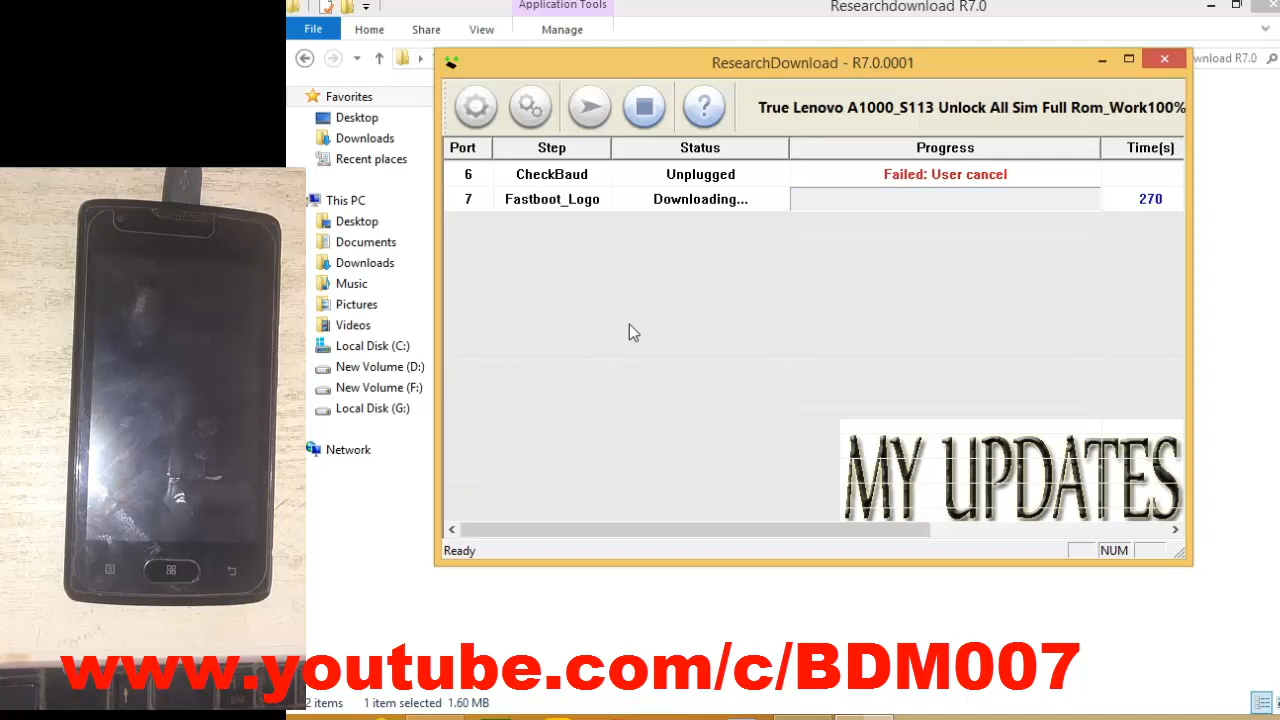 Application Tools
Researchdownload R7.0
File Home Share View Manage
wnload R7.0
ResearchDownload - R7.0.0001
True Lenovo A1000_S113 Unlock All Sim Full Rom_Work100%
Port Step Status Progress Time(s)
6 CheckBaud Unplugged Failed: User cancel
7 Fastboot_Logo Downloading... 270
Favorites
Desktop
Downloads
Recent places
This PC
Desktop
Documents
Downloads
Music
Pictures
Videos
Local Disk (C:)
New Volume (D:)
New Volume (F:)
Local Disk (G:)
Network
MY UPDATES
Ready NUM
www.youtube.com/c/BDM007
2 items 1 item selected 1.60 MB